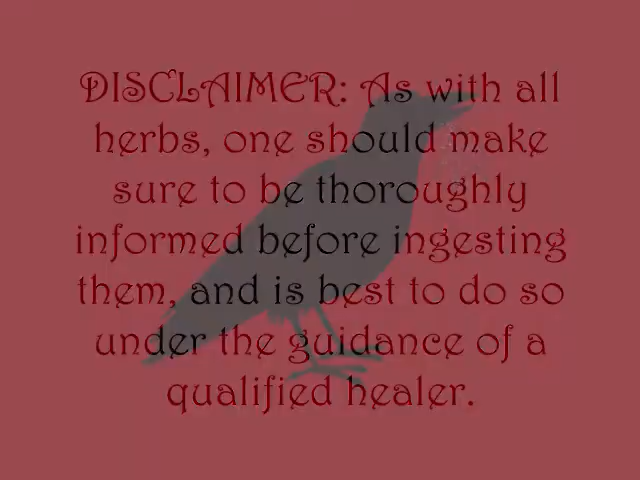 DISCLAIMER: As with all
herbs, one should make
sure to be thoroughly
informed before ingesting
them, and is best to do so
under the guidance of a
qualified healer.